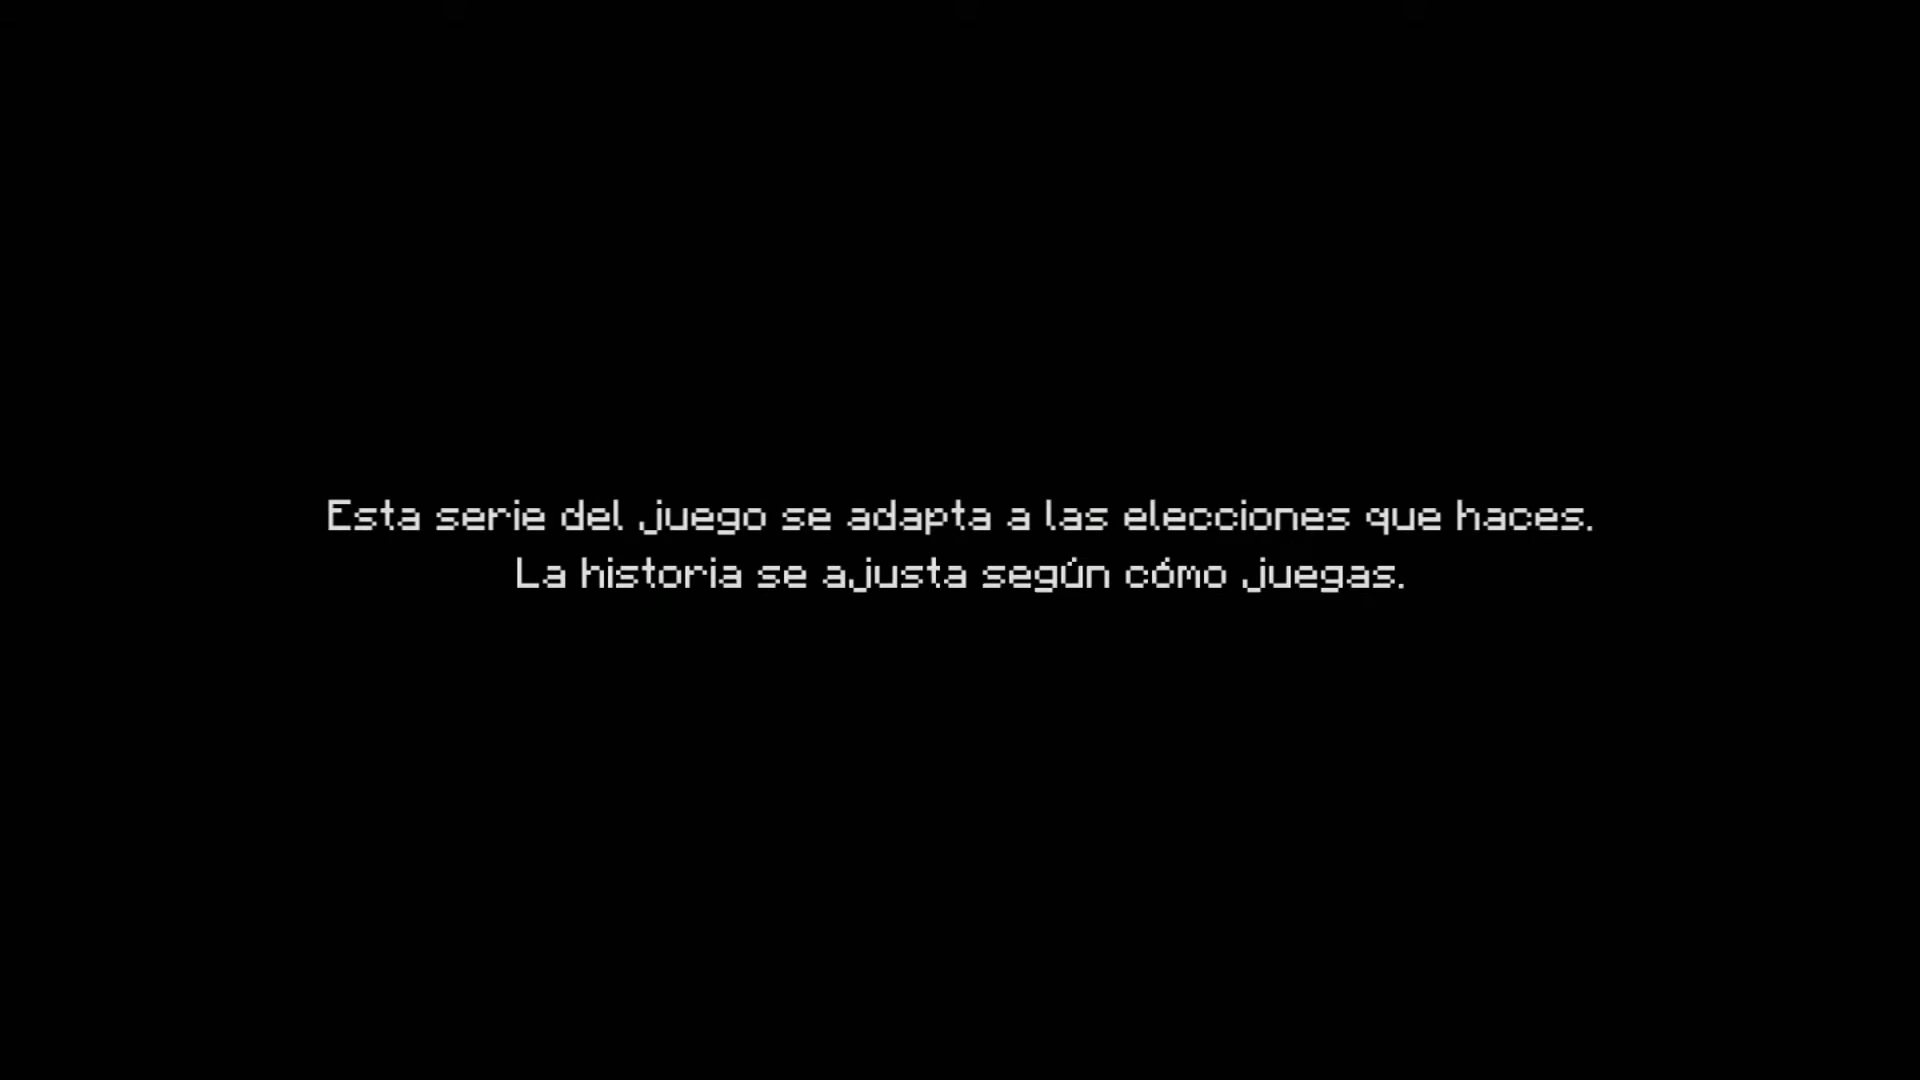 Esta serie del juego se adapta a las elecciones que haces.
La historia se ajusta según cómo juegas.